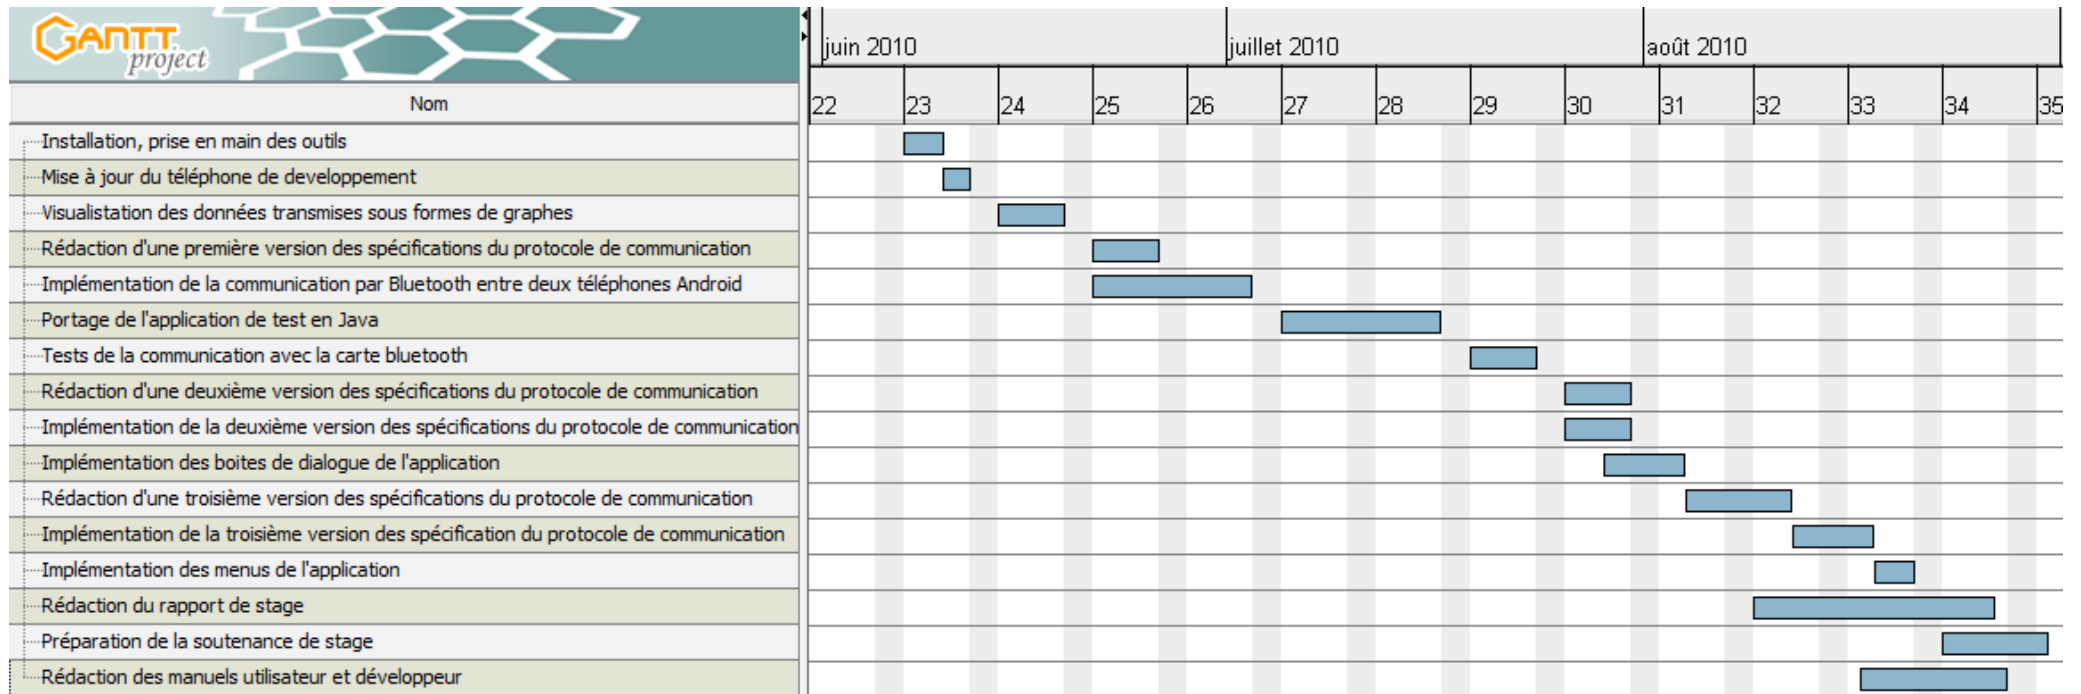 GANTT
project
juin 2010
juillet 2010
août 2010
Nom
22 23 24 25 26 27 28 29 30 31 32 33 34 35
Installation, prise en main des outils
Mise à jour du téléphone de developpement
Visualistation des données transmises sous formes de graphes
Rédaction d'une première version des spécifications du protocole de communication
Implémentation de la communication par Bluetooth entre deux téléphones Android
Portage de l'application de test en Java
Tests de la communication avec la carte bluetooth
Rédaction d'une deuxième version des spécifications du protocole de communication
Implémentation de la deuxième version des spécifications du protocole de communication
Implémentation des boites de dialogue de l'application
Rédaction d'une troisième version des spécifications du protocole de communication
Implémentation de la troisième version des spécification du protocole de communication
Implémentation des menus de l'application
Rédaction du rapport de stage
Préparation de la soutenance de stage
Rédaction des manuels utilisateur et développeur